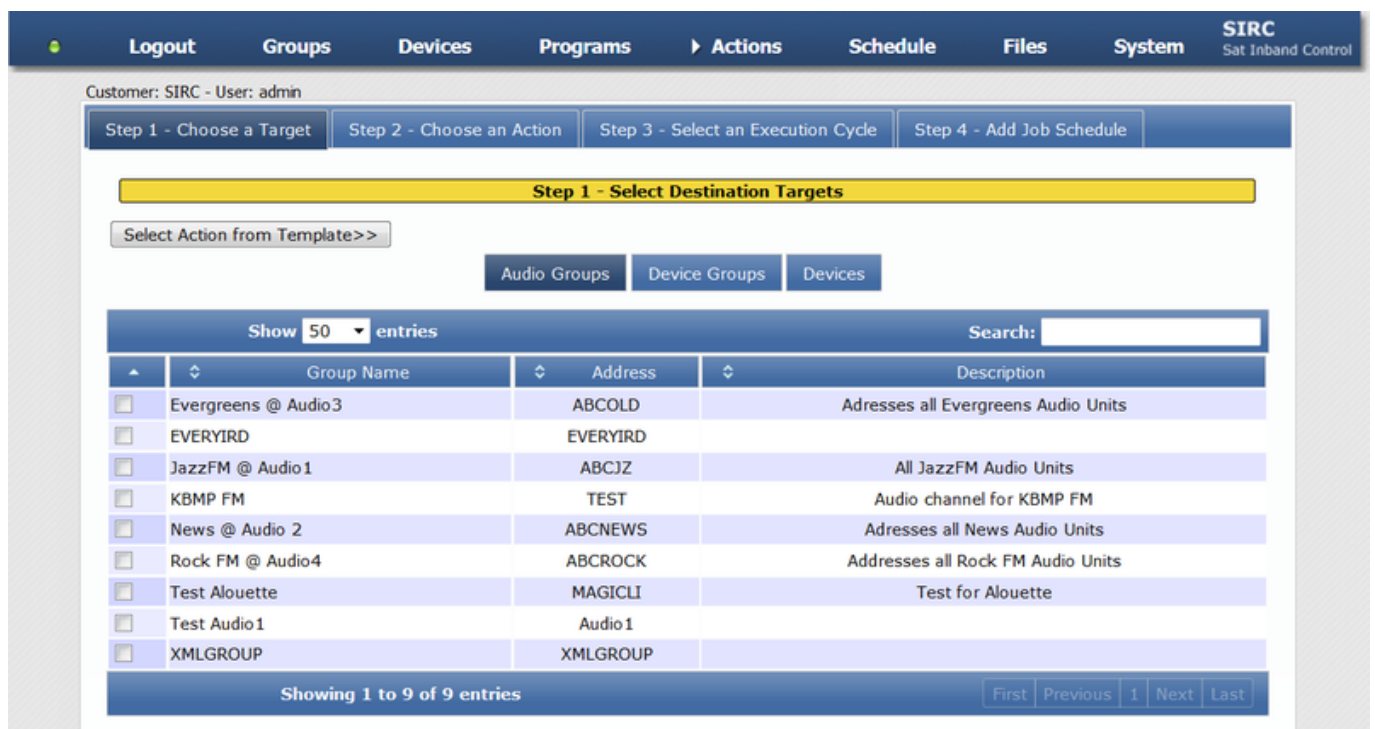 Logout Groups Devices Programs Actions Schedule Files System SIRC
Sat Inband Control
Customer: SIRC - User: admin
Step 1 - Choose a Target Step 2 - Choose an Action Step 3 - Select an Execution Cycle Step 4 - Add Job Schedule
Step 1 - Select Destination Targets
Select Action from Template>>
Audio Groups Device Groups Devices
Show 50 entries Search:
Group Name Address Description
Evergreens @ Audio3 ABCOLD Adresses all Evergreens Audio Units
EVERYIRD EVERYIRD
JazzFM @ Audio1 ABCJZ All JazzFM Audio Units
KBMP FM TEST Audio channel for KBMP FM
News @ Audio 2 ABCNEWS Adresses all News Audio Units
Rock FM @ Audio4 ABCROCK Addresses all Rock FM Audio Units
Test Alouette MAGICLI Test for Alouette
Test Audio1 Audio1
XMLGROUP XMLGROUP
Showing 1 to 9 of 9 entries First Previous 1 Next Last